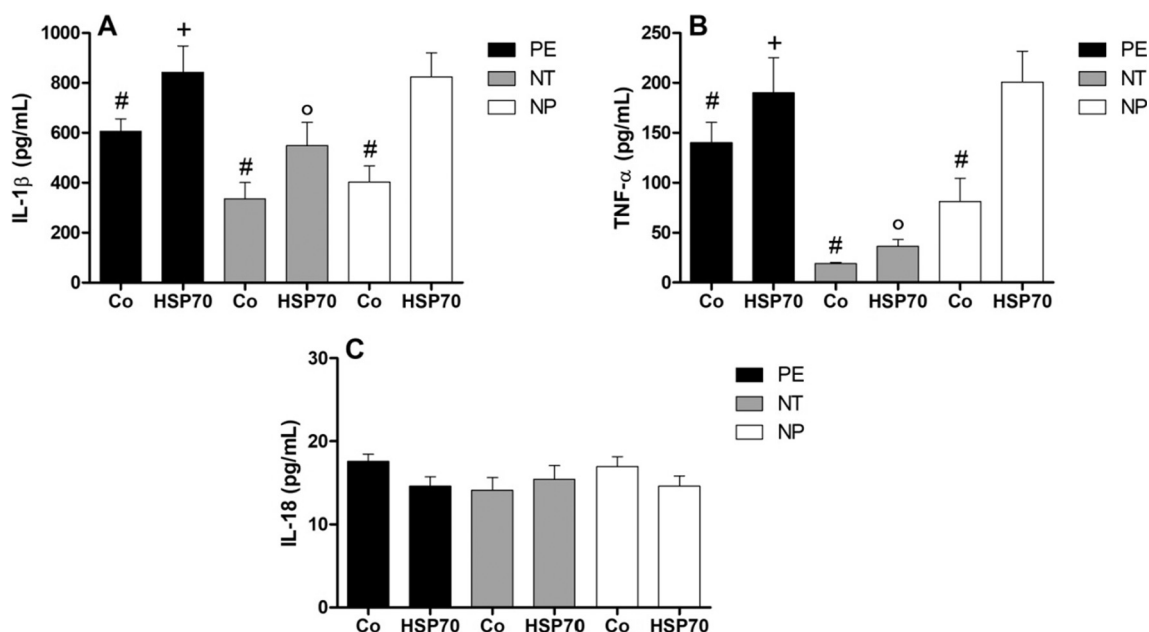 A
IL-1β (pg/mL)
1000
800
600
400
200
0
#
+
#
o
#
Co HSP70 Co HSP70 Co HSP70
PE
NT
NP
B
TNF-α (pg/mL)
250
200
150
100
50
0
#
+
#
o
#
Co HSP70 Co HSP70 Co HSP70
PE
NT
NP
C
IL-18 (pg/mL)
30
20
10
0
Co HSP70 Co HSP70 Co HSP70
PE
NT
NP